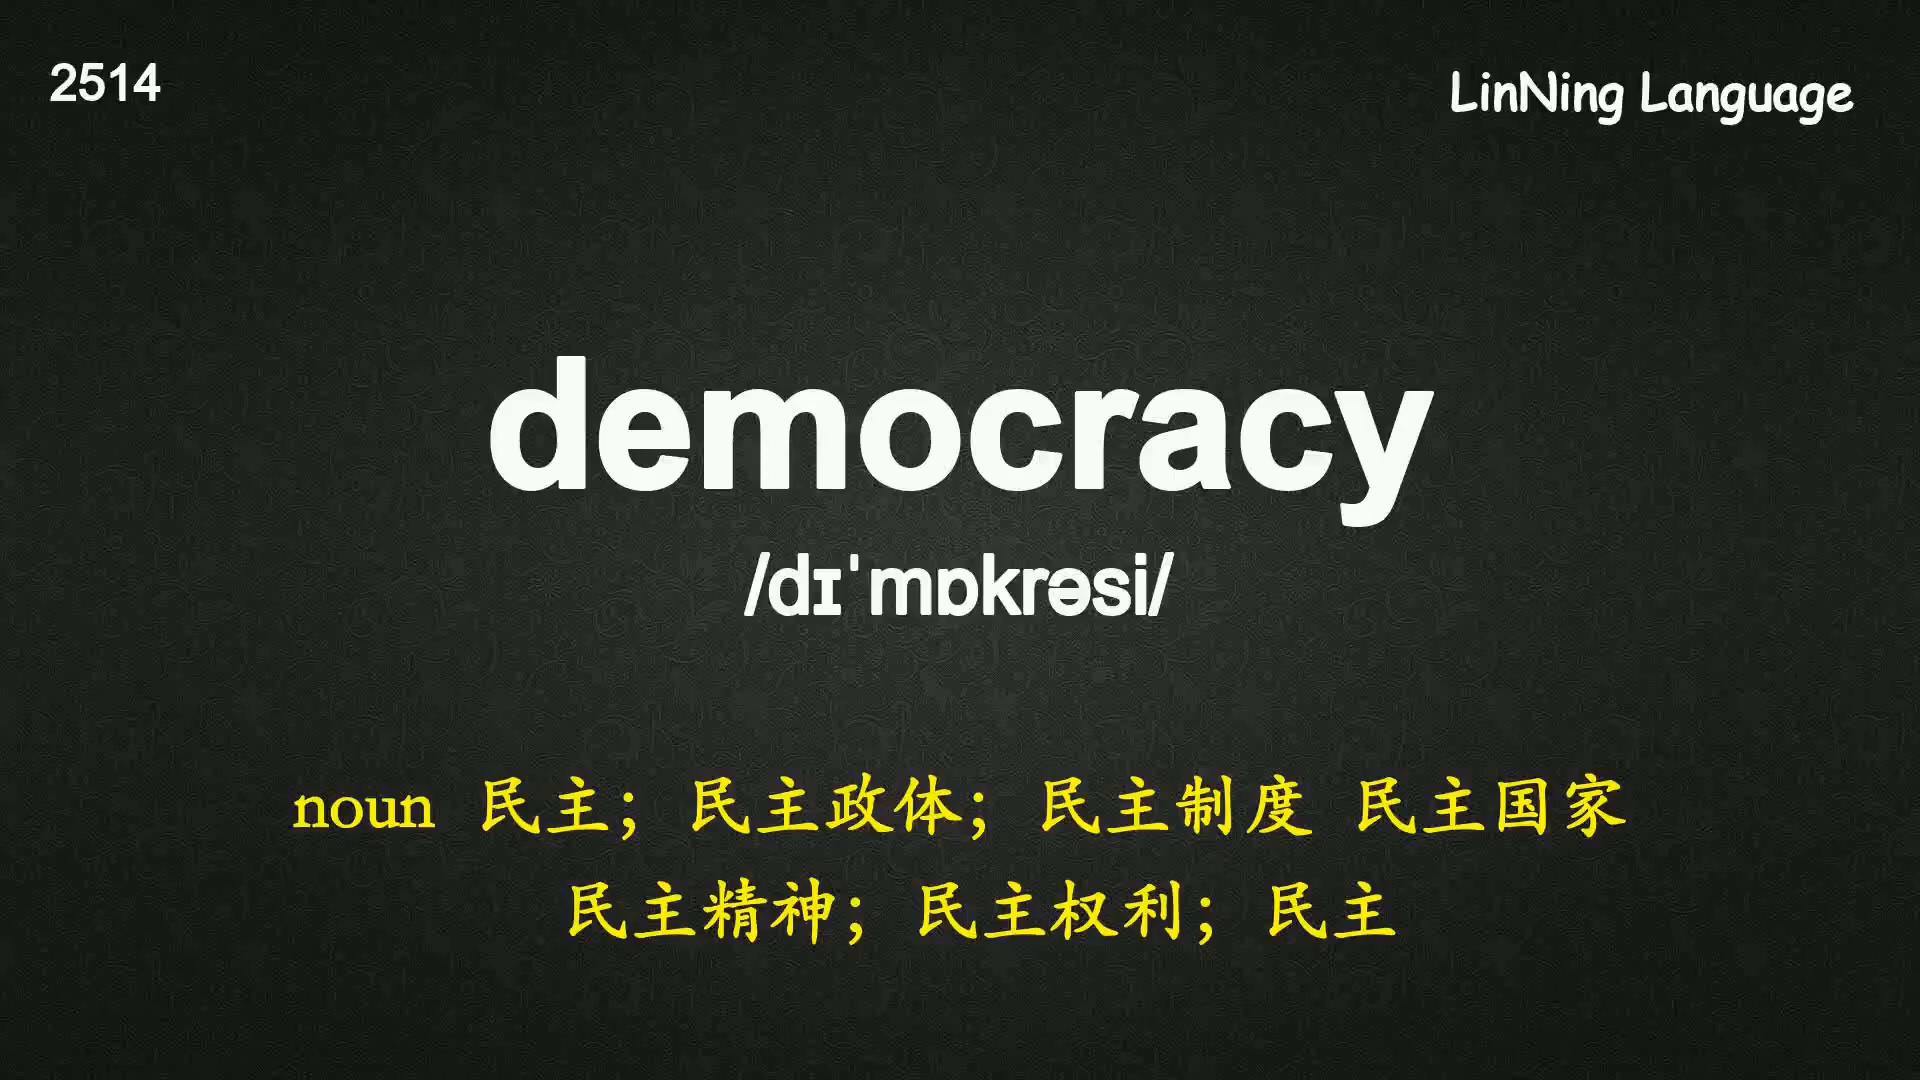 2514
LinNing Language
democracy
/dɪˈmɒkrəsi/
noun 民主；民主政体；民主制度 民主国家
民主精神；民主权利；民主